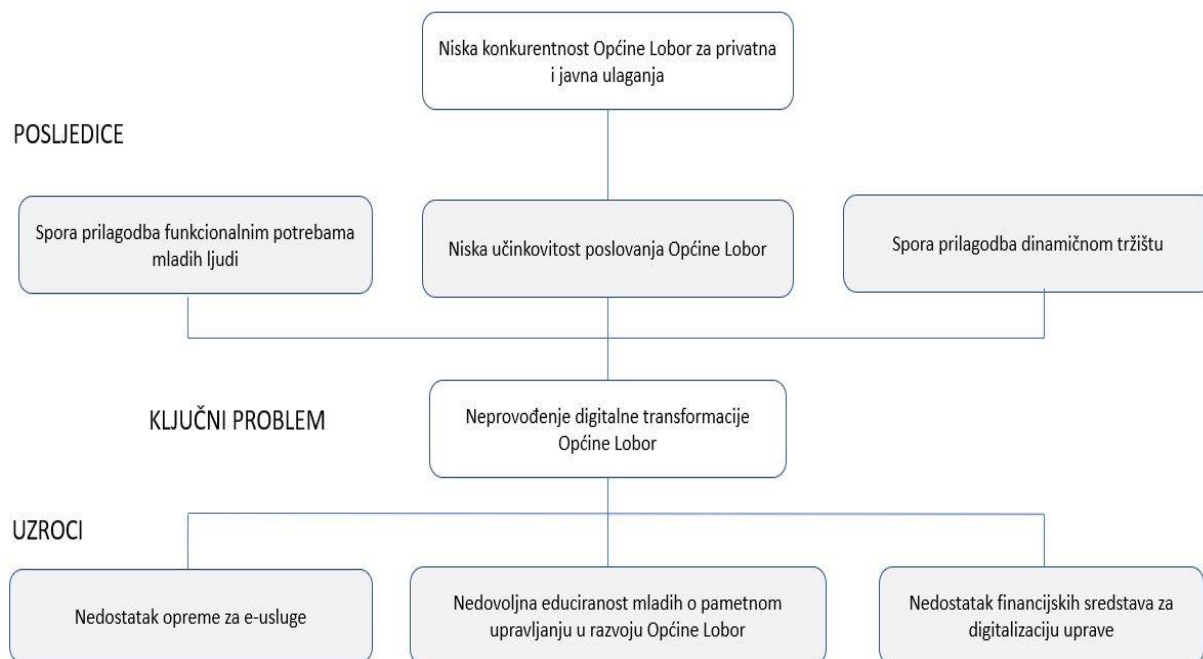 Niska konkurentnost Općine Lobor za privatna
i javna ulaganja
POSLJEDICE
Spora prilagodba funkcionalnim potrebama
mladih ljudi
Niska učinkovitost poslovanja Općine Lobor
Spora prilagodba dinamičnom tržištu
KLJUČNI PROBLEM
Neprovođenje digitalne transformacije
Općine Lobor
UZROCI
Nedostatak opreme za e-usluge
Nedovoljna educiranost mladih o pametnom
upravljanju u razvoju Općine Lobor
Nedostatak financijskih sredstava za
digitalizaciju uprave